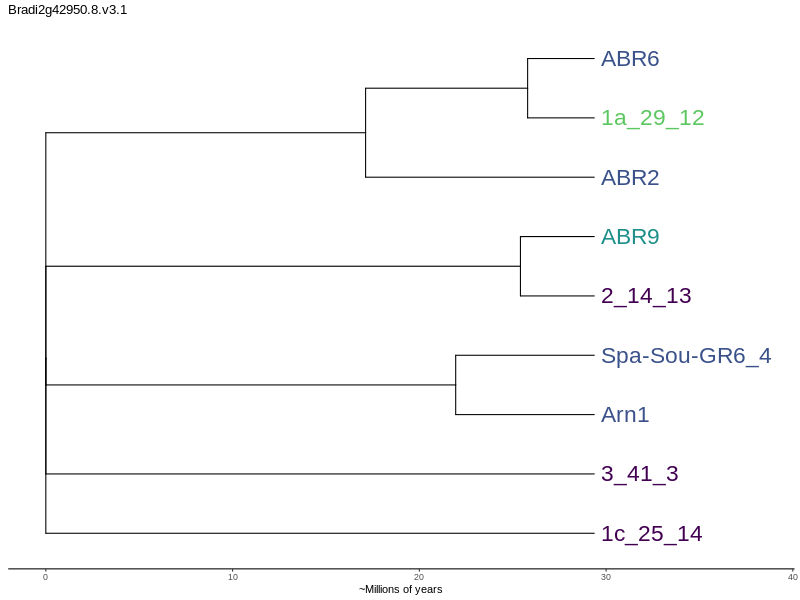 Bradi2g42950.8.v3.1
ABR6
1a_29_12
ABR2
ABR9
2_14_13
Spa-Sou-GR6_4
Arn1
3_41_3
1c_25_14
0 10 20 30 40
~Millions of years